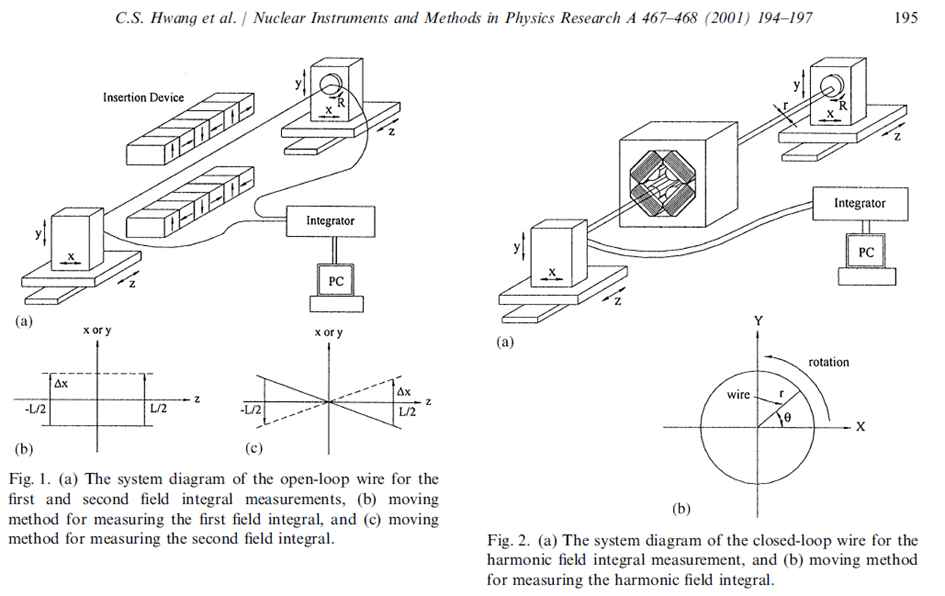 C.S. Hwang et al. / Nuclear Instruments and Methods in Physics Research A 467–468 (2001) 194–197
195
Insertion Device
y
R
x
z
Integrator
y
x
z
PC
(a)
x or y
Δx
-L/2
L/2
z
(b)
x or y
Δx
-L/2
L/2
z
(c)
Fig. 1. (a) The system diagram of the open-loop wire for the
first and second field integral measurements, (b) moving
method for measuring the first field integral, and (c) moving
method for measuring the second field integral.
y
r
R
x
z
Integrator
y
x
z
PC
(a)
Y
rotation
wire
r
θ
X
(b)
Fig. 2. (a) The system diagram of the closed-loop wire for the
harmonic field integral measurement, and (b) moving method
for measuring the harmonic field integral.